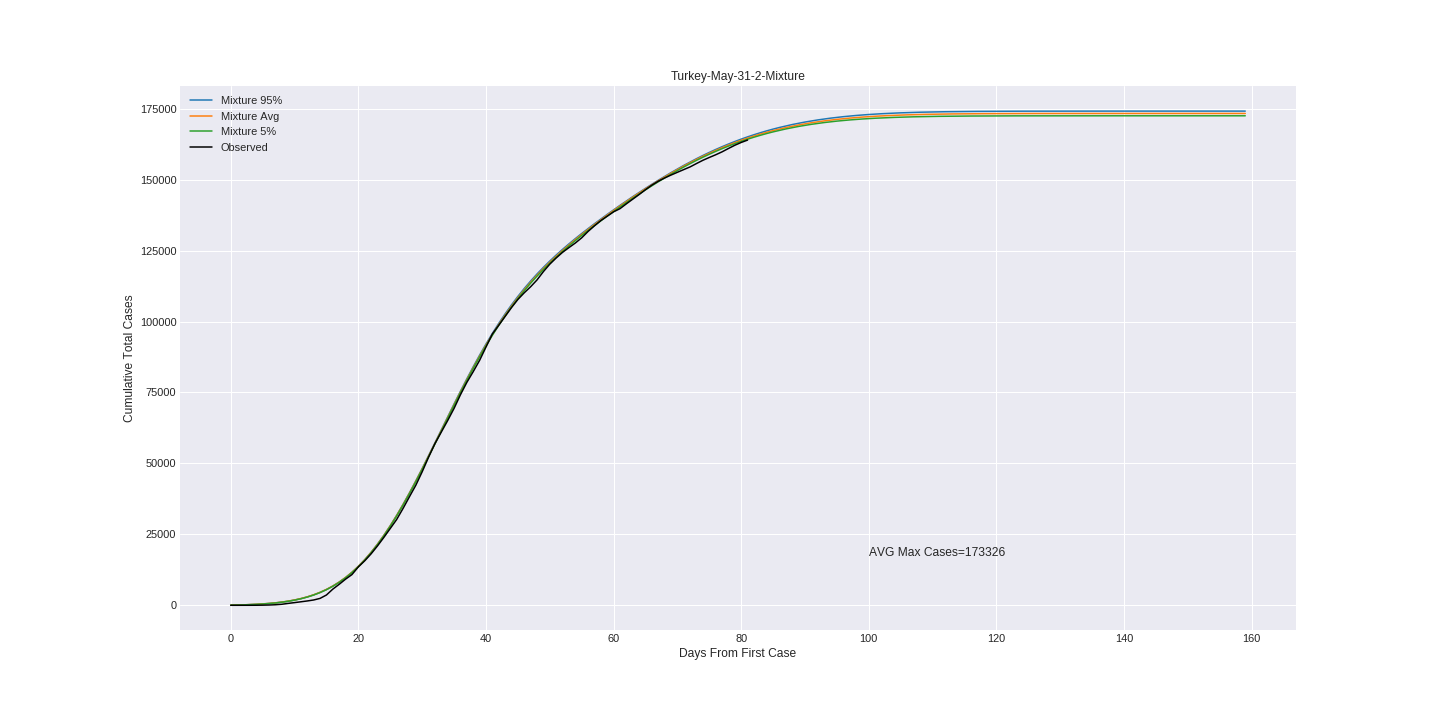 Turkey-May-31-2-Mixture
Mixture 95%
Mixture Avg
Mixture 5%
Observed
175000
150000
125000
100000
75000
50000
25000
0
Cumulative Total Cases
AVG Max Cases=173326
0 20 40 60 80 100 120 140 160
Days From First Case